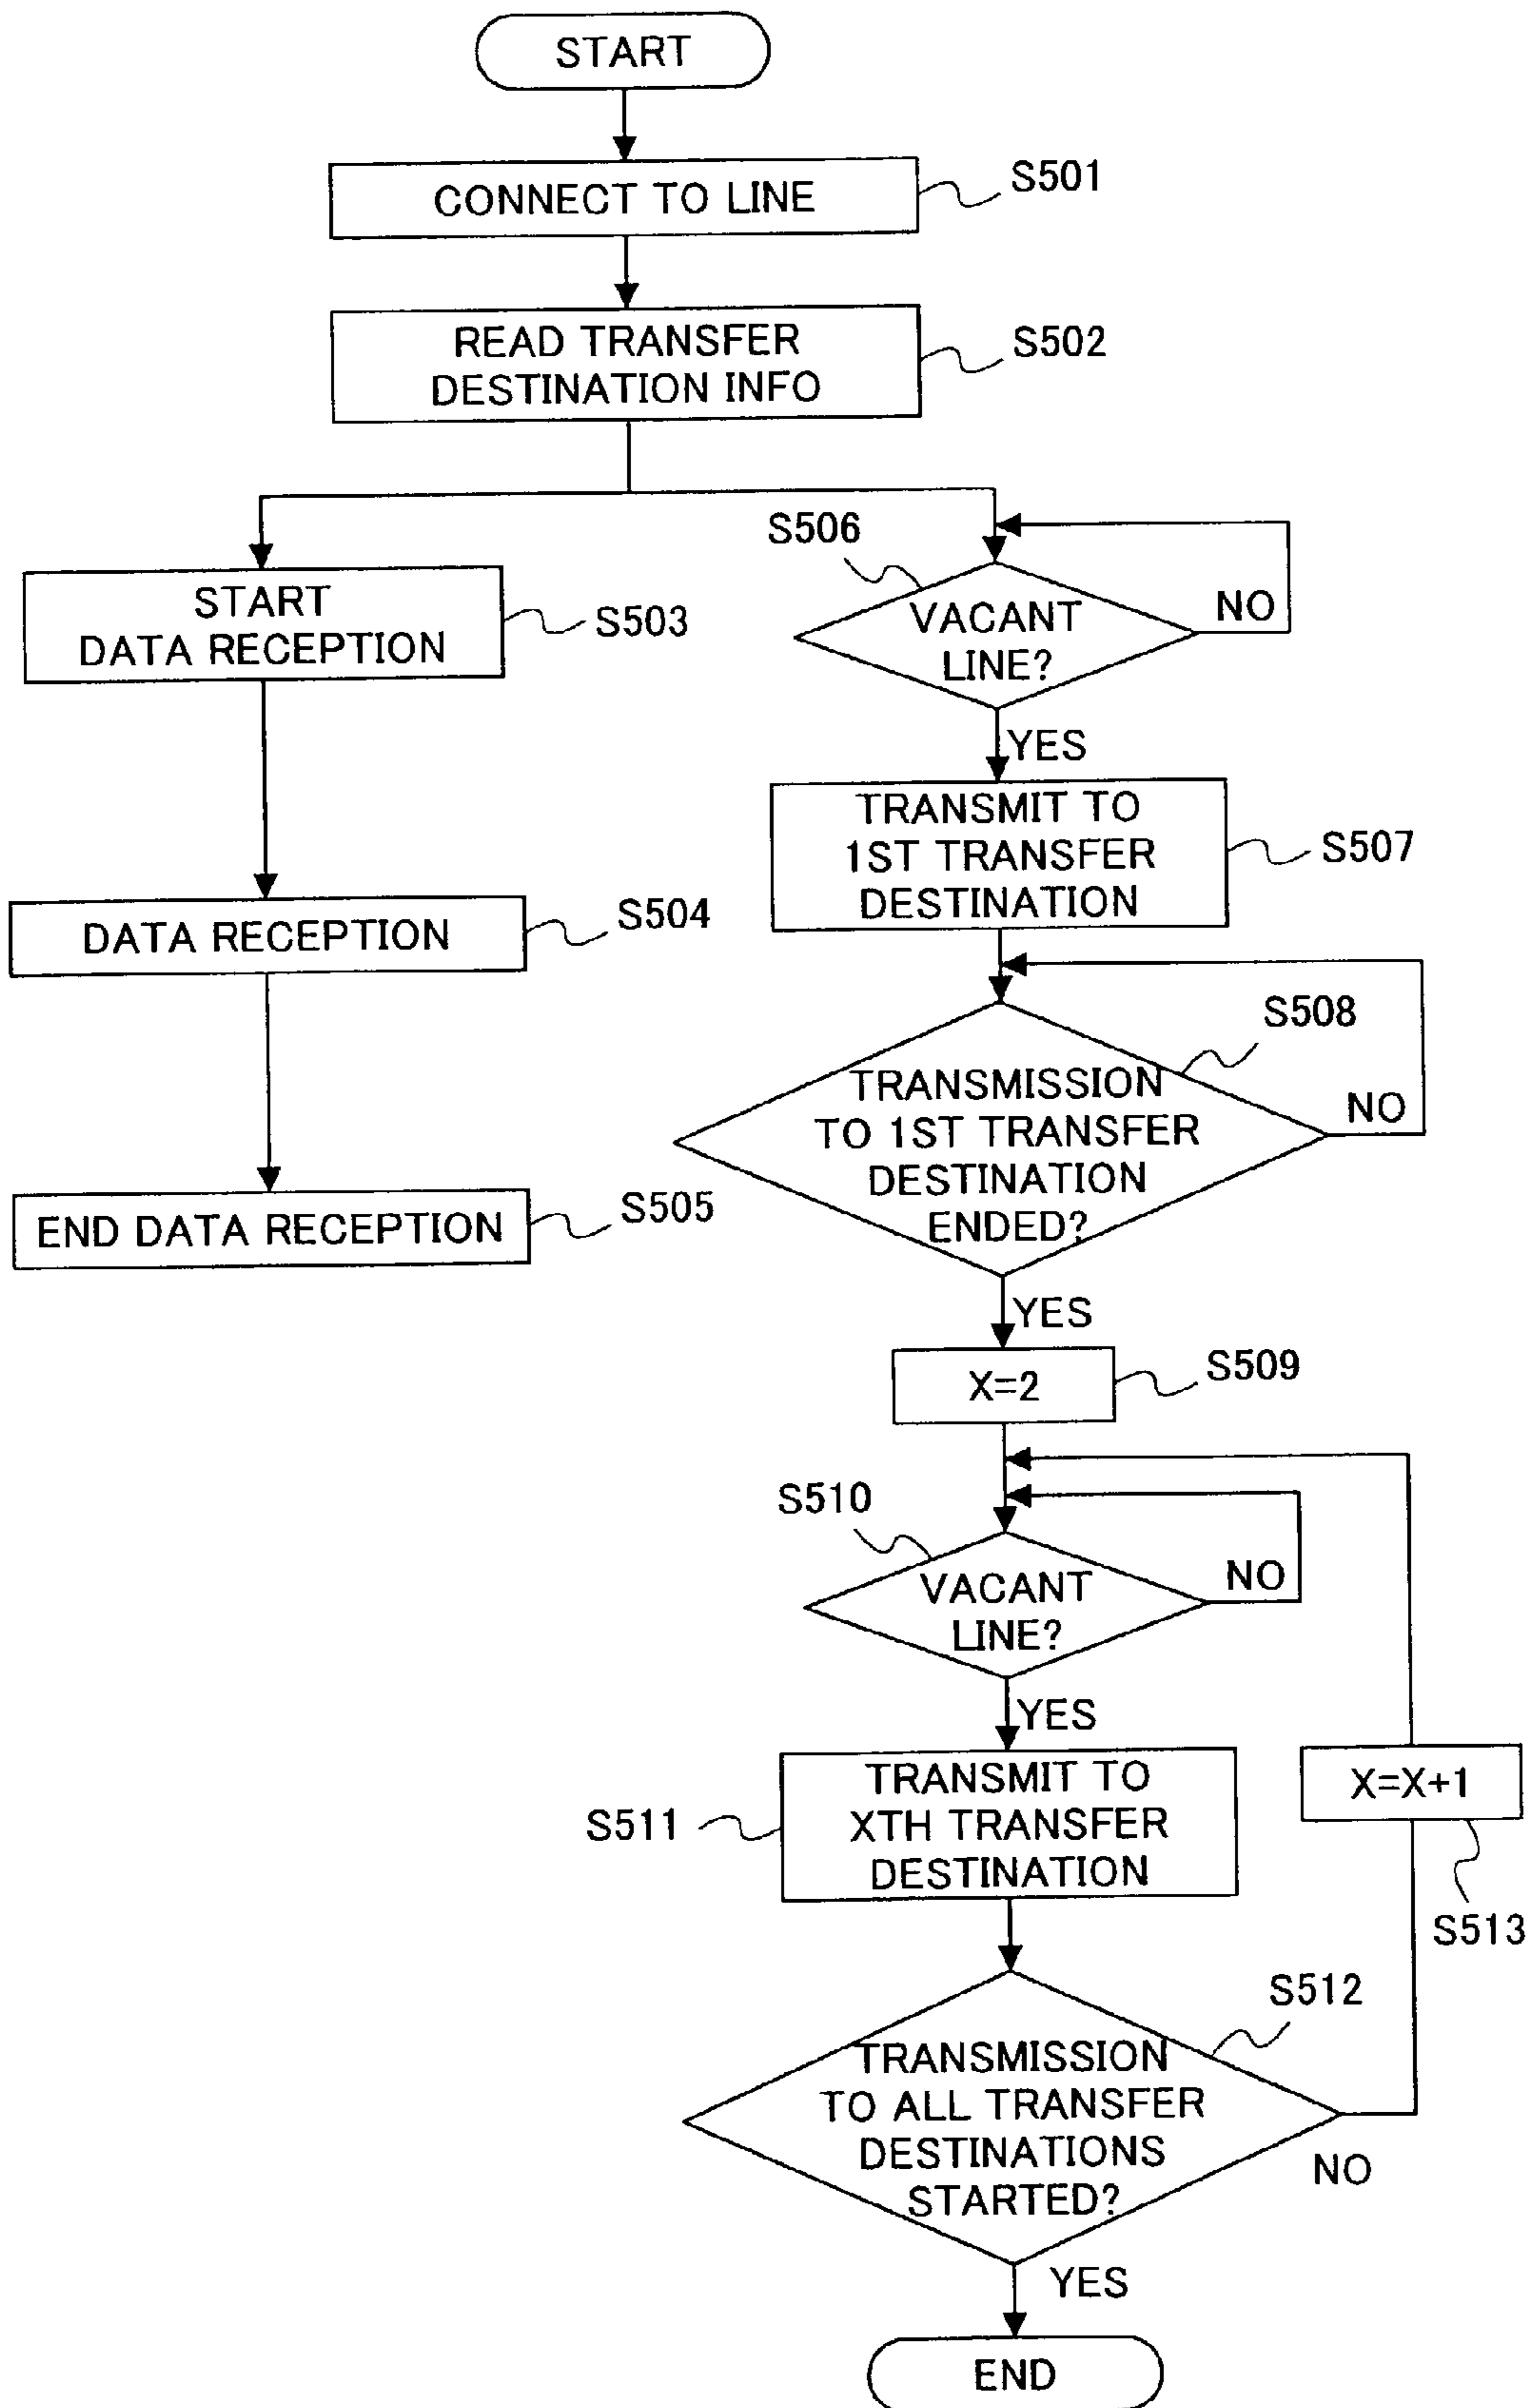 START
CONNECT TO LINE
S501
READ TRANSFER
DESTINATION INFO
S502
START
DATA RECEPTION
S503
DATA RECEPTION
S504
END DATA RECEPTION
S505
S506
VACANT
LINE?
NO
YES
TRANSMIT TO
1ST TRANSFER
DESTINATION
S507
S508
TRANSMISSION
TO 1ST TRANSFER
DESTINATION
ENDED?
NO
YES
X=2
S509
S510
VACANT
LINE?
NO
YES
TRANSMIT TO
XTH TRANSFER
DESTINATION
S511
X=X+1
S513
S512
TRANSMISSION
TO ALL TRANSFER
DESTINATIONS
STARTED?
NO
YES
END